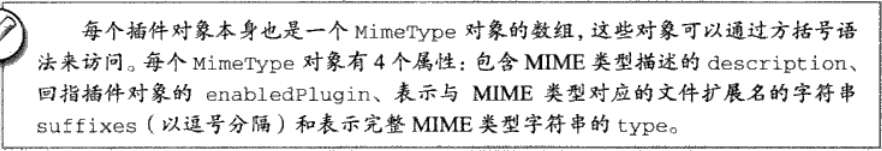 每个插件对象本身也是一个 MimeType 对象的数组，这些对象可以通过方括号语
法来访问。每个 MimeType 对象有 4 个属性：包含 MIME 类型描述的 description、
回指插件对象的 enabledPlugin、表示与 MIME 类型对应的文件扩展名的字符串
suffixes（以逗号分隔）和表示完整 MIME 类型字符串的 type。